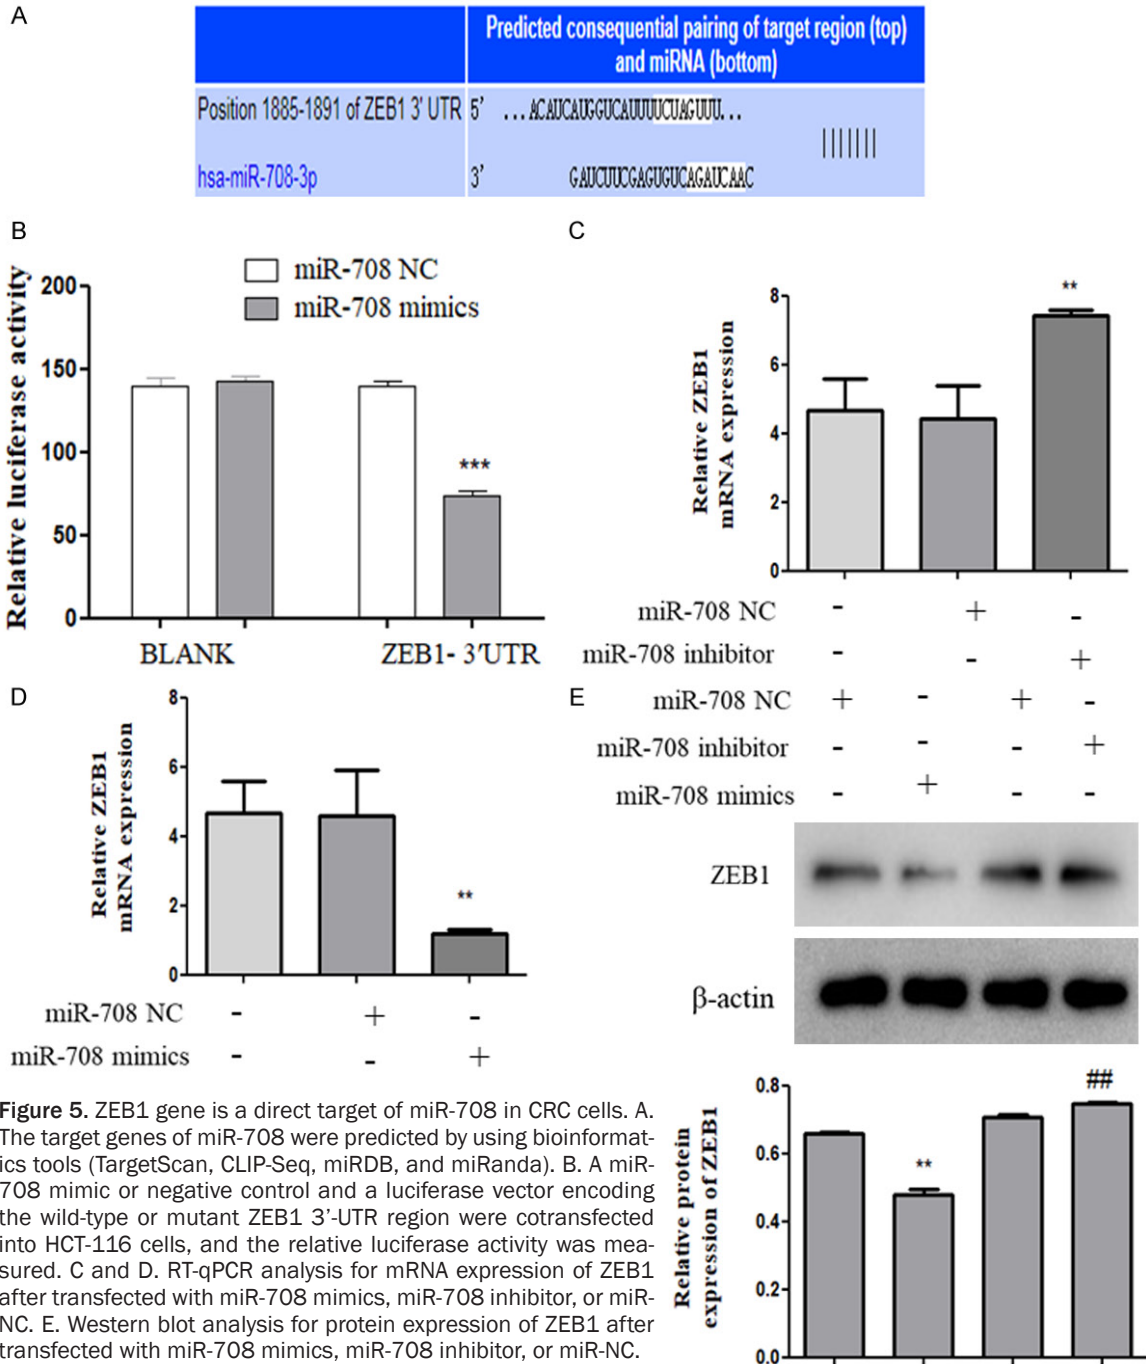 A
Predicted consequential pairing of target region (top)
and miRNA (bottom)
Position 1885-1891 of ZEB1 3' UTR 5' ...ACAUCAUGGUCAUUUUCUAGUUU...
|||||||
hsa-miR-708-3p 3' GAUCUUCGAGUGUCAGAUCAAC
B
Relative luciferase activity
200
150
100
50
0
miR-708 NC
miR-708 mimics
***
BLANK ZEB1- 3'UTR
C
Relative ZEB1
mRNA expression
8
6
4
2
0
**
miR-708 NC - + -
miR-708 inhibitor - - +
D
Relative ZEB1
mRNA expression
8
6
4
2
0
**
miR-708 NC - + -
miR-708 mimics - - +
E
miR-708 NC + - + -
miR-708 inhibitor - - - +
miR-708 mimics - + - -
ZEB1
β-actin
Relative protein
expression of ZEB1
0.8
0.6
0.4
0.2
0.0
**
##
Figure 5. ZEB1 gene is a direct target of miR-708 in CRC cells. A.
The target genes of miR-708 were predicted by using bioinformat-
ics tools (TargetScan, CLIP-Seq, miRDB, and miRanda). B. A miR-
708 mimic or negative control and a luciferase vector encoding
the wild-type or mutant ZEB1 3'-UTR region were cotransfected
into HCT-116 cells, and the relative luciferase activity was mea-
sured. C and D. RT-qPCR analysis for mRNA expression of ZEB1
after transfected with miR-708 mimics, miR-708 inhibitor, or miR-
NC. E. Western blot analysis for protein expression of ZEB1 after
transfected with miR-708 mimics, miR-708 inhibitor, or miR-NC.